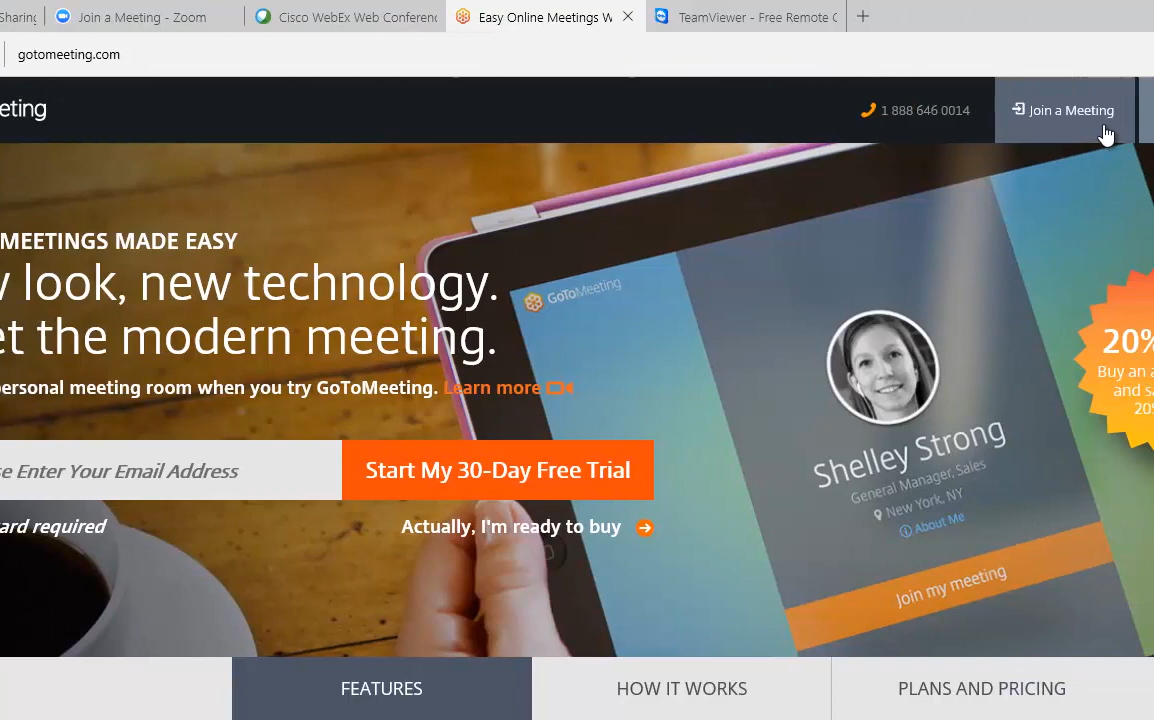 Sharing
Join a Meeting - Zoom
Cisco WebEx Web Conferenc
Easy Online Meetings W
TeamViewer - Free Remote C
gotomeeting.com
eting
1 888 646 0014
Join a Meeting
MEETINGS MADE EASY
w look, new technology.
et the modern meeting.
personal meeting room when you try GoToMeeting. Learn more
se Enter Your Email Address
Start My 30-Day Free Trial
ard required
Actually, I'm ready to buy
GoToMeeting
Shelley Strong
General Manager, Sales
New York, NY
About Me
Join my meeting
20%
Buy an a
and sa
20%
FEATURES
HOW IT WORKS
PLANS AND PRICING